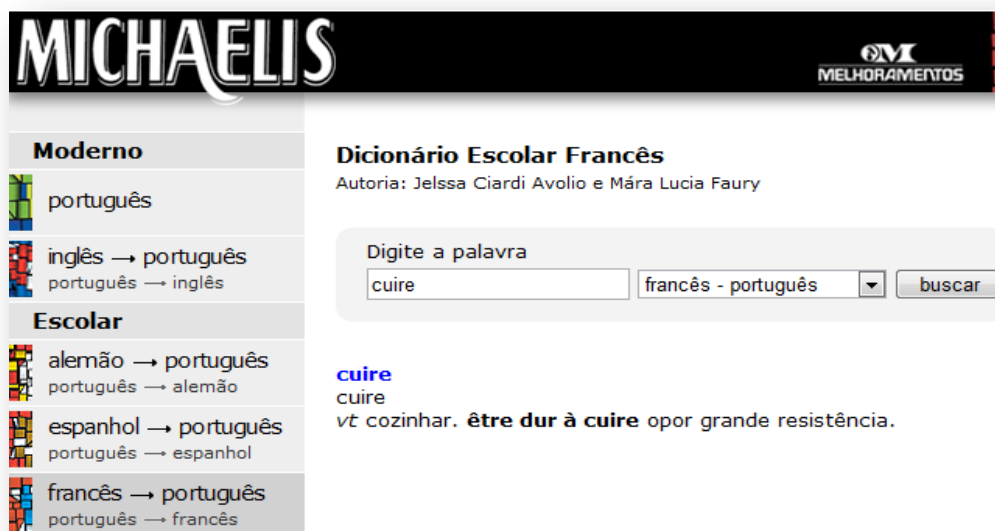 MICHAELIS
MELHORAMENTOS
Moderno
português
inglês → português
português → inglês
Escolar
alemão → português
português → alemão
espanhol → português
português → espanhol
francês → português
português → francês
Dicionário Escolar Francês
Autoria: Jelssa Ciardi Avolio e Mára Lucia Faury
Digite a palavra
cuire francês - português buscar
cuire
cuire
vt cozinhar. être dur à cuire opor grande resistência.